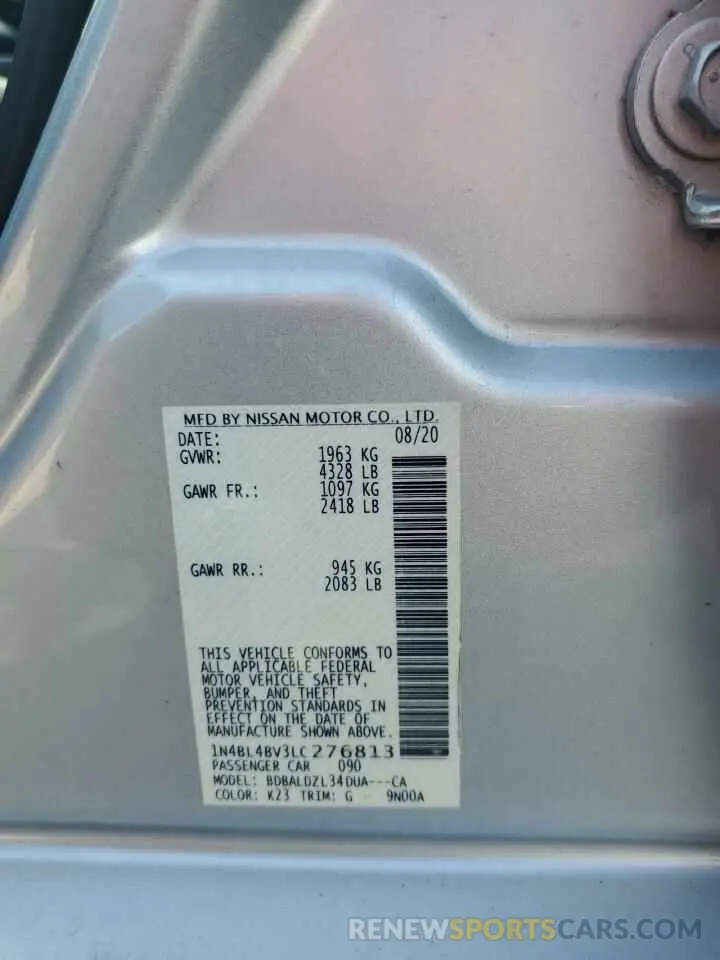 MFD BY NISSAN MOTOR CO., LTD.
DATE: 08/20
GVWR: 1963 KG
4328 LB
GAWR FR.: 1097 KG
2418 LB
GAWR RR.: 945 KG
2083 LB
THIS VEHICLE CONFORMS TO
ALL APPLICABLE FEDERAL
MOTOR VEHICLE SAFETY,
BUMPER, AND THEFT
PREVENTION STANDARDS IN
EFFECT ON THE DATE OF
MANUFACTURE SHOWN ABOVE.
1N4BL4BV3LC276813
PASSENGER CAR 090
MODEL: BDBALDZL34DUA---CA
COLOR: K23 TRIM: G 9N00A
RENEWSPORTSCARS.COM